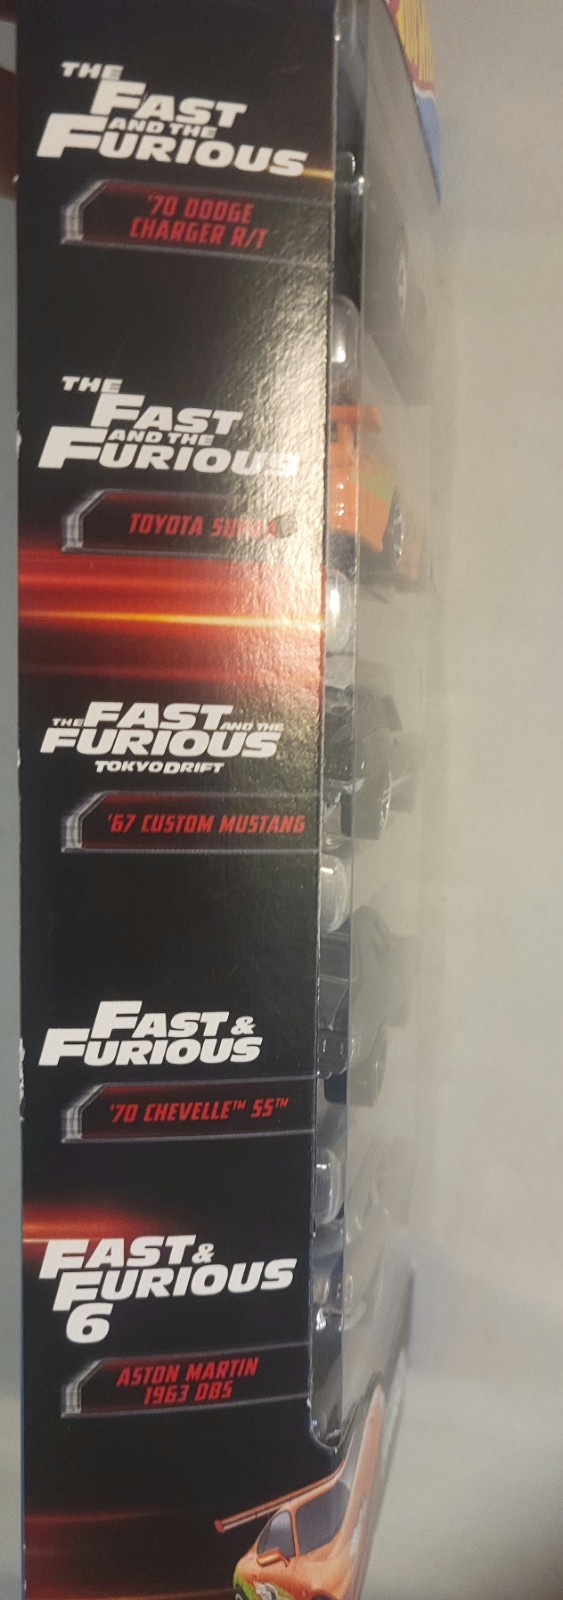 THE
FAST
AND THE
FURIOUS
'70 DODGE
CHARGER R/T
THE
FAST
AND THE
FURIOUS
TOYOTA SUPRA
THE FAST AND THE
FURIOUS
TOKYO DRIFT
'67 CUSTOM MUSTANG
FAST &
FURIOUS
'70 CHEVELLE™ SS™
FAST &
FURIOUS
6
ASTON MARTIN
1963 DB5